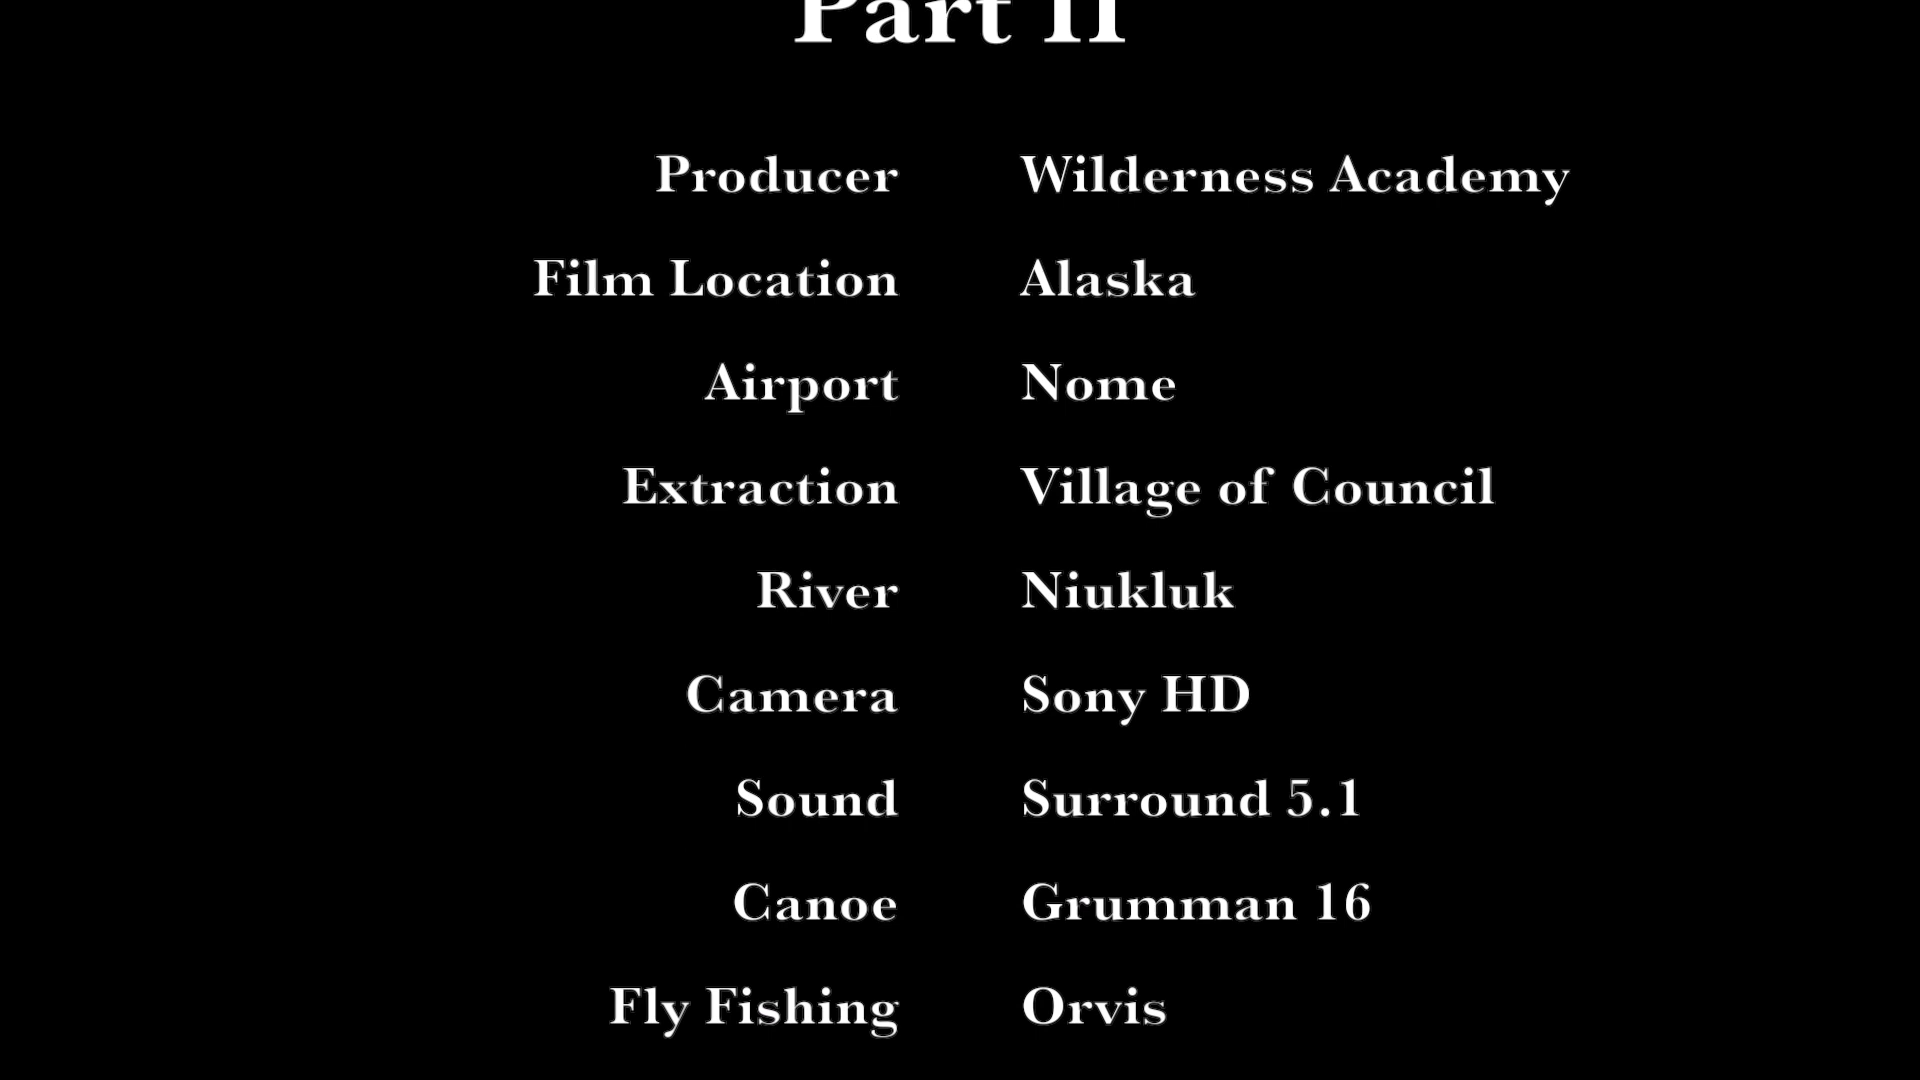 Part II
Producer Wilderness Academy
Film Location Alaska
Airport Nome
Extraction Village of Council
River Niukluk
Camera Sony HD
Sound Surround 5.1
Canoe Grumman 16
Fly Fishing Orvis